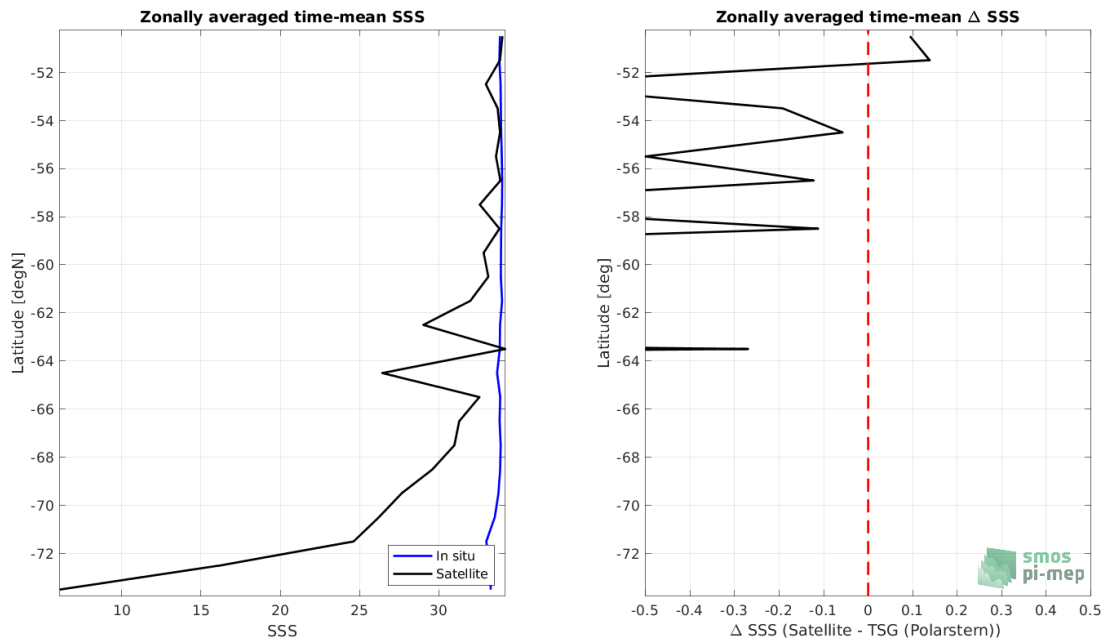 Zonally averaged time-mean SSS
Latitude [degN]
-52
-54
-56
-58
-60
-62
-64
-66
-68
-70
-72
In situ
Satellite
10 15 20 25 30
SSS
Zonally averaged time-mean Δ SSS
Latitude [deg]
-52
-54
-56
-58
-60
-62
-64
-66
-68
-70
-72
smos
pi-mep
-0.5 -0.4 -0.3 -0.2 -0.1 0 0.1 0.2 0.3 0.4 0.5
Δ SSS (Satellite - TSG (Polarstern))